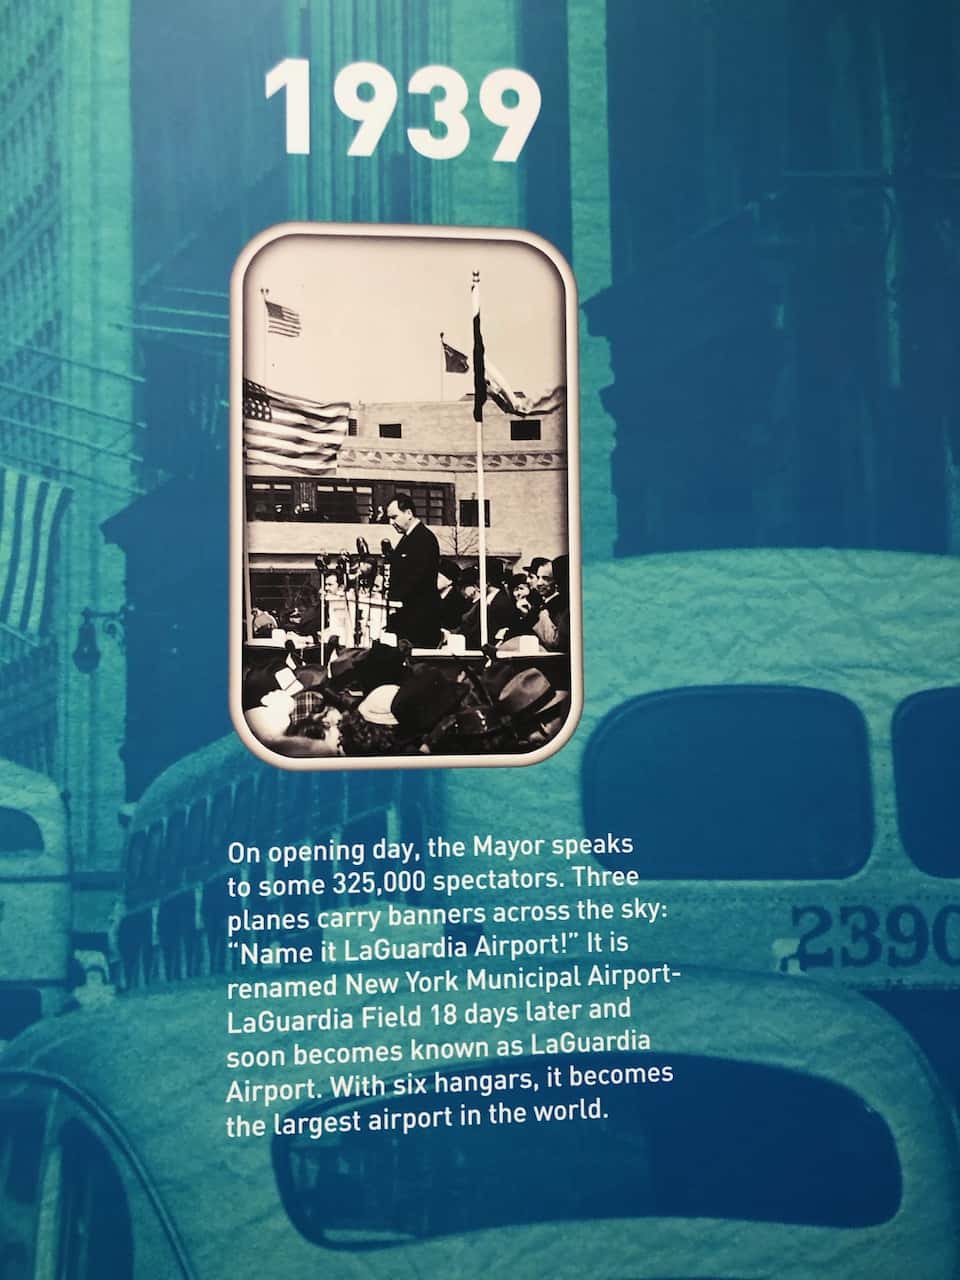 1939
On opening day, the Mayor speaks
to some 325,000 spectators. Three
planes carry banners across the sky:
“Name it LaGuardia Airport!” It is
renamed New York Municipal Airport-
LaGuardia Field 18 days later and
soon becomes known as LaGuardia
Airport. With six hangars, it becomes
the largest airport in the world.
2390